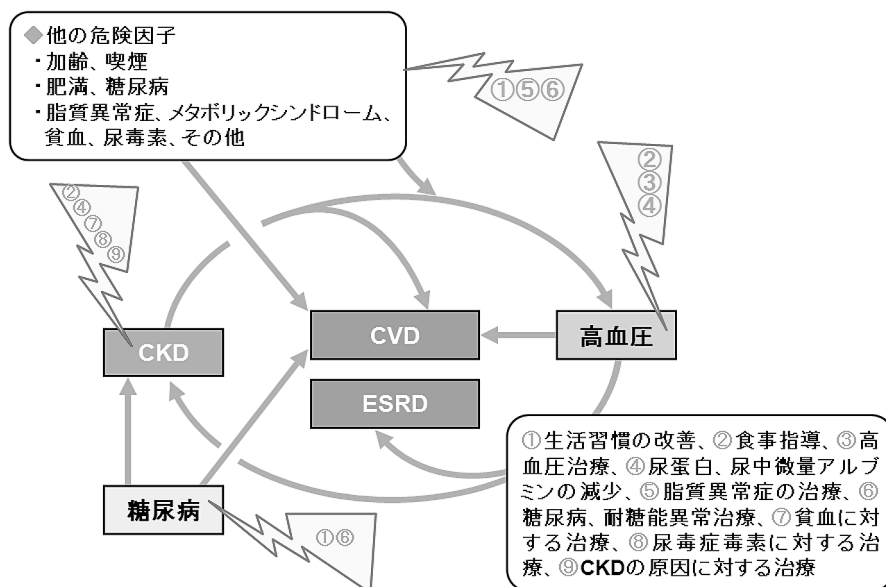 ◆他の危険因子
・加齢、喫煙
・肥満、糖尿病
・脂質異常症、メタボリックシンドローム、
貧血、尿毒素、その他
①⑤⑥
②
③
④
②
④
⑦
⑧
⑨
CKD
CVD
高血圧
ESRD
糖尿病
①⑥
①生活習慣の改善、②食事指導、③高
血圧治療、④尿蛋白、尿中微量アルブ
ミンの減少、⑤脂質異常症の治療、⑥
糖尿病、耐糖能異常治療、⑦貧血に対
する治療、⑧尿毒症毒素に対する治
療、⑨CKDの原因に対する治療